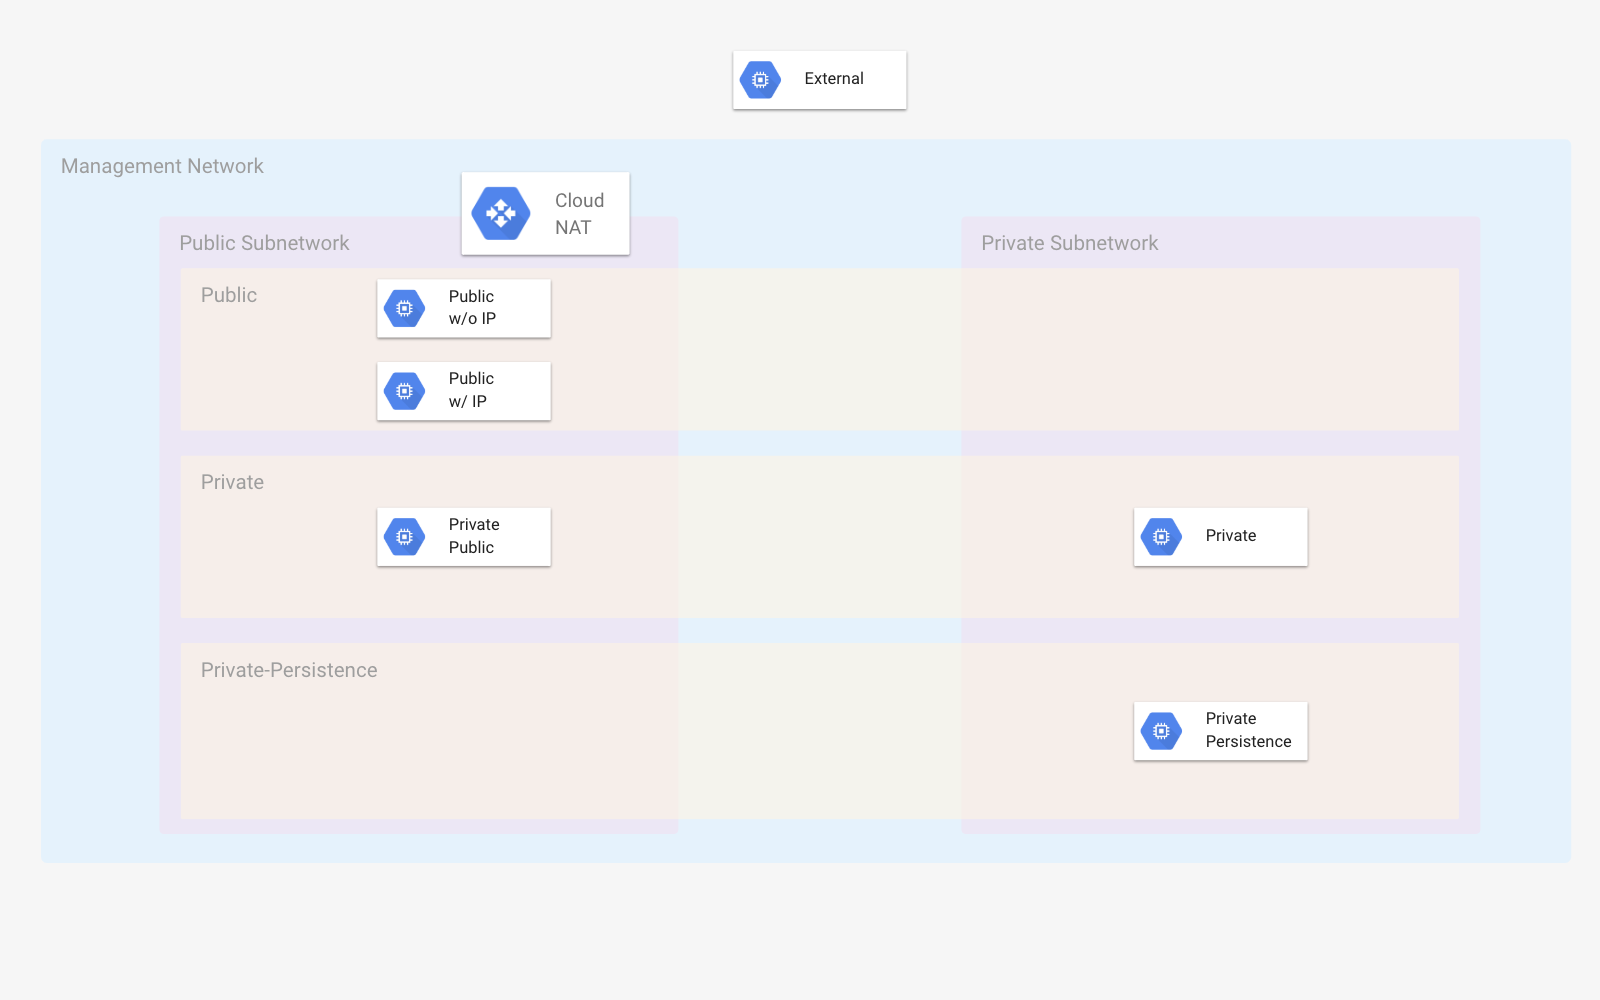 External
Management Network
Cloud
NAT
Public Subnetwork
Private Subnetwork
Public
Public
w/o IP
Public
w/ IP
Private
Private
Public
Private
Private-Persistence
Private
Persistence